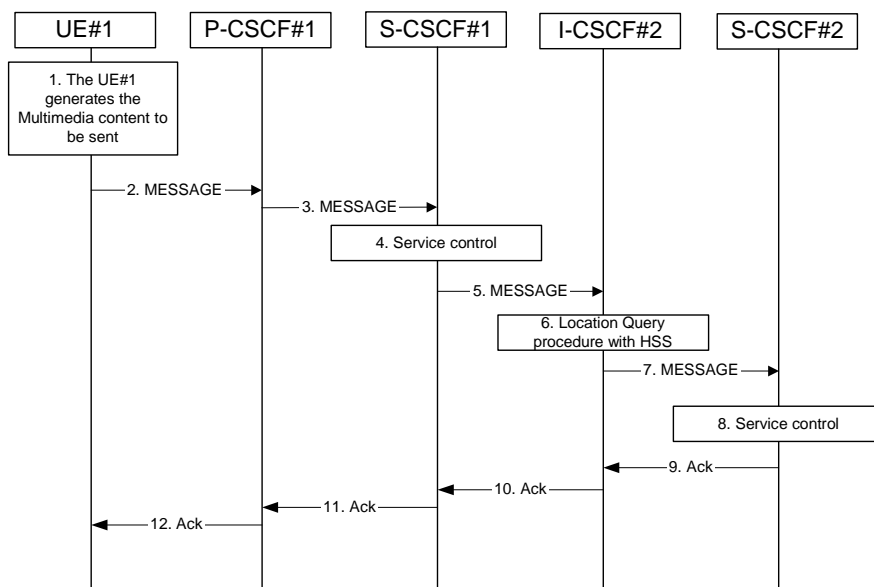 UE#1
P-CSCF#1
S-CSCF#1
I-CSCF#2
S-CSCF#2
1. The UE#1
generates the
Multimedia content to
be sent
2. MESSAGE
3. MESSAGE
4. Service control
5. MESSAGE
6. Location Query
procedure with HSS
7. MESSAGE
8. Service control
9. Ack
10. Ack
11. Ack
12. Ack